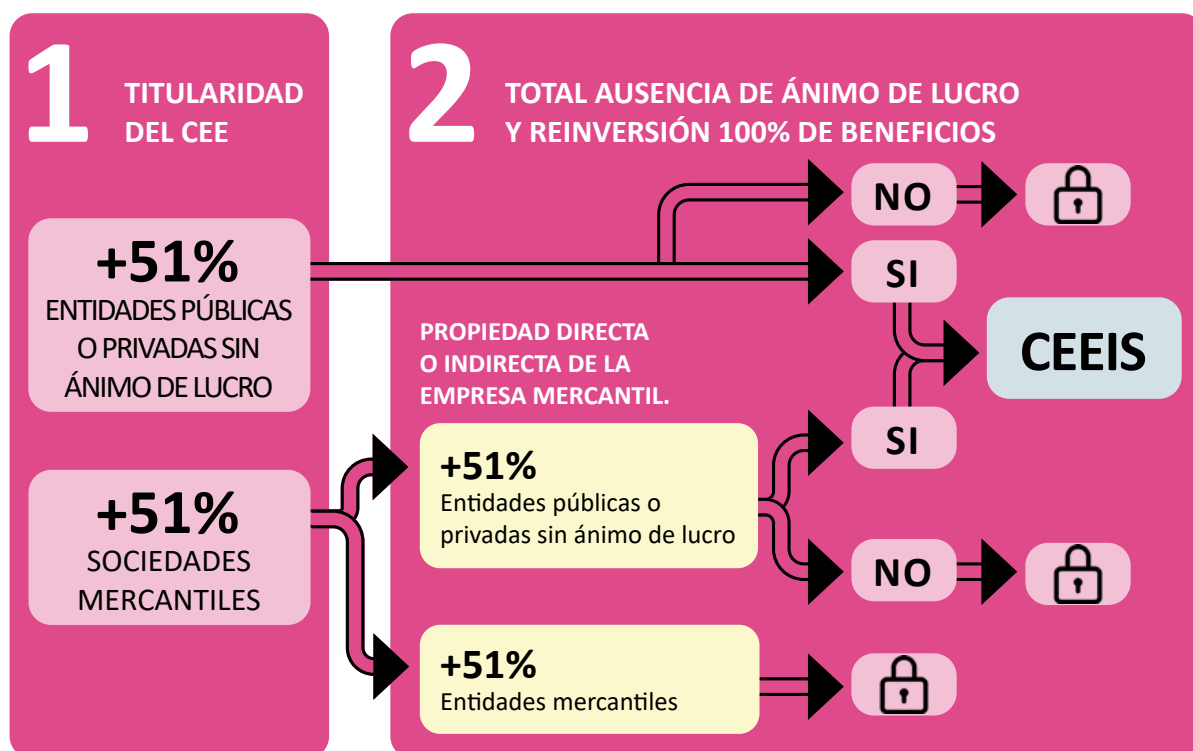 1
TITULARIDAD
DEL CEE
+51%
ENTIDADES PÚBLICAS
O PRIVADAS SIN
ÁNIMO DE LUCRO
+51%
SOCIEDADES
MERCANTILES
2
TOTAL AUSENCIA DE ÁNIMO DE LUCRO
Y REINVERSIÓN 100% DE BENEFICIOS
NO
SI
CEEIS
PROPIEDAD DIRECTA
O INDIRECTA DE LA
EMPRESA MERCANTIL.
+51%
Entidades públicas o
privadas sin ánimo de lucro
SI
NO
+51%
Entidades mercantiles